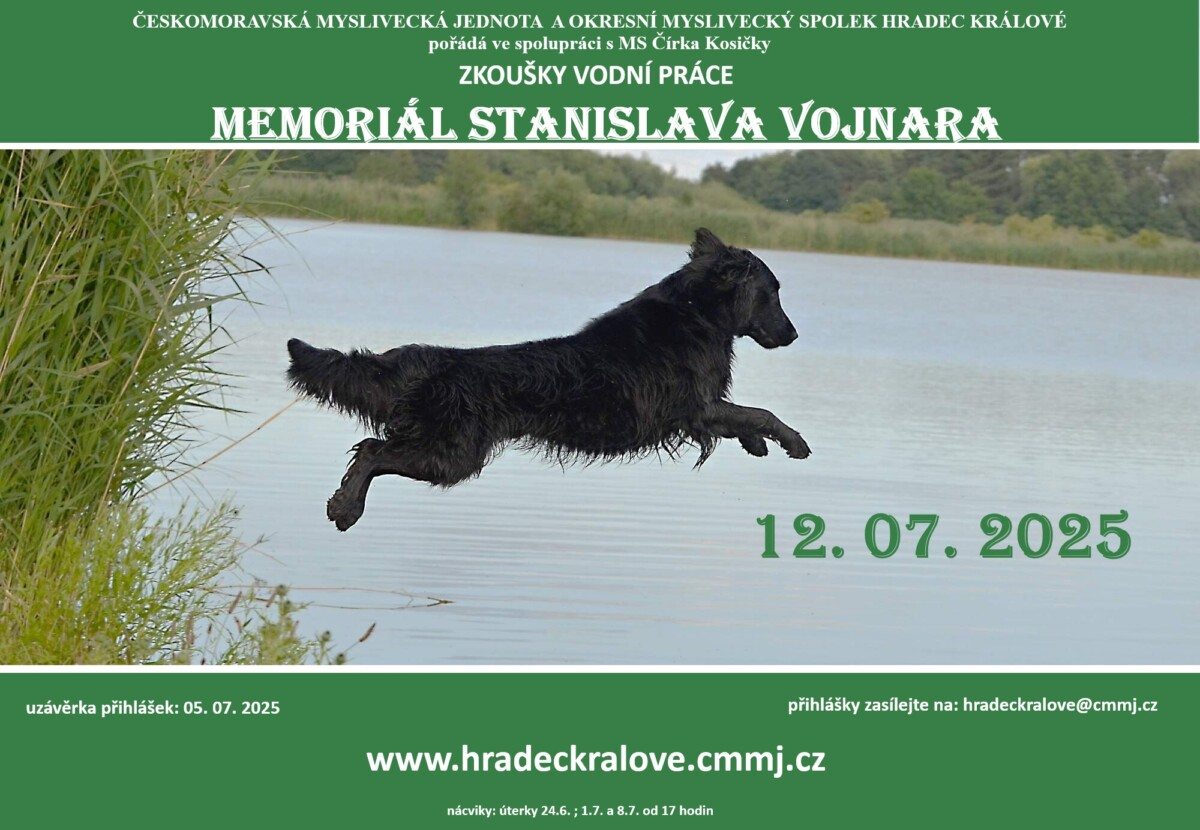 ČESKOMORAVSKÁ MYSLIVECKÁ JEDNOTA A OKRESNÍ MYSLIVECKÝ SPOLEK HRADEC KRÁLOVÉ
pořádá ve spolupráci s MS Čírka Kosičky
ZKOUŠKY VODNÍ PRÁCE
MEMORIÁL STANISLAVA VOJNARA
12. 07. 2025
uzávěrka přihlášek: 05. 07. 2025
přihlášky zasílejte na: hradeckralove@cmmj.cz
www.hradeckralove.cmmj.cz
nácviky: úterky 24.6. ; 1.7. a 8.7. od 17 hodin